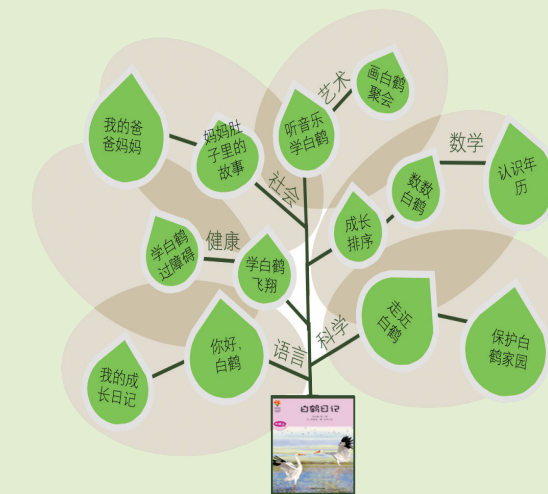 艺术
画白鹤
聚会
听音乐
学白鹤
数学
认识年
历
数数
白鹤
成长
排序
我的爸
爸妈妈
妈妈肚
子里的
故事
社会
健康
学白鹤
过障碍
学白鹤
飞翔
科学
走近
白鹤
保护白
鹤家园
语言
你好,
白鹤
我的成
长日记
白鹤日记